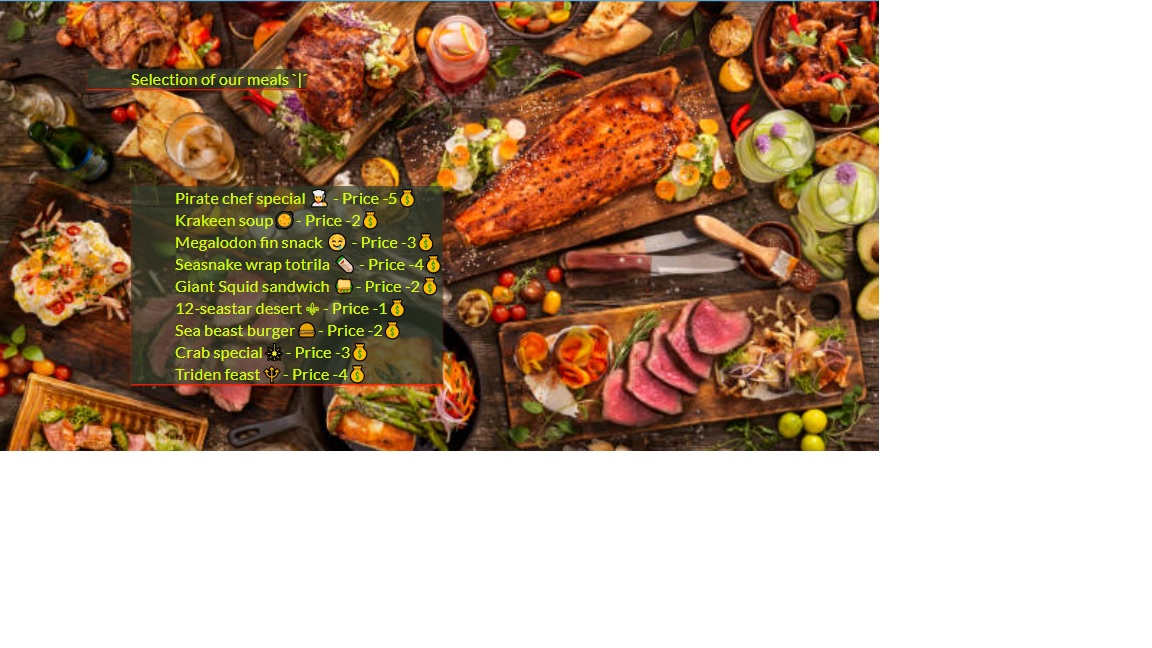 Selection of our meals `|´
Pirate chef special 👨‍🍳 - Price -5💰
Krakeen soup🥘- Price -2💰
Megalodon fin snack 😁 - Price -3💰
Seasnake wrap totrila 🌯 - Price -4💰
Giant Squid sandwich 🥪- Price -2💰
12-seastar desert ⚜ - Price -1💰
Sea beast burger 🍔- Price -2💰
Crab special☀- Price -3💰
Triden feast🔱- Price -4💰